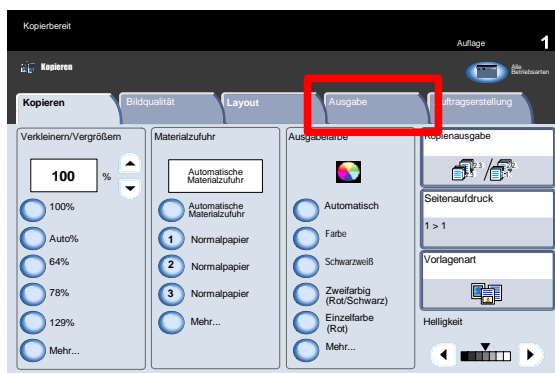 Kopierbereit
Auflage 1
Kopieren
Alle
Betriebsarten
Kopieren Bildqualität Layout Ausgabe Auftragserstellung
Verkleinern/Vergrößern
100 %
100%
Auto%
64%
78%
129%
Mehr...
Materialzufuhr
Automatische
Materialzufuhr
Automatische
Materialzufuhr
1 Normalpapier
2 Normalpapier
3 Normalpapier
Mehr...
Ausgabefarbe
Automatisch
Farbe
Schwarzweiß
Zweifarbig
(Rot/Schwarz)
Einzelfarbe
(Rot)
Mehr...
Kopienausgabe
Seitenaufdruck
1 > 1
Vorlagenart
Helligkeit